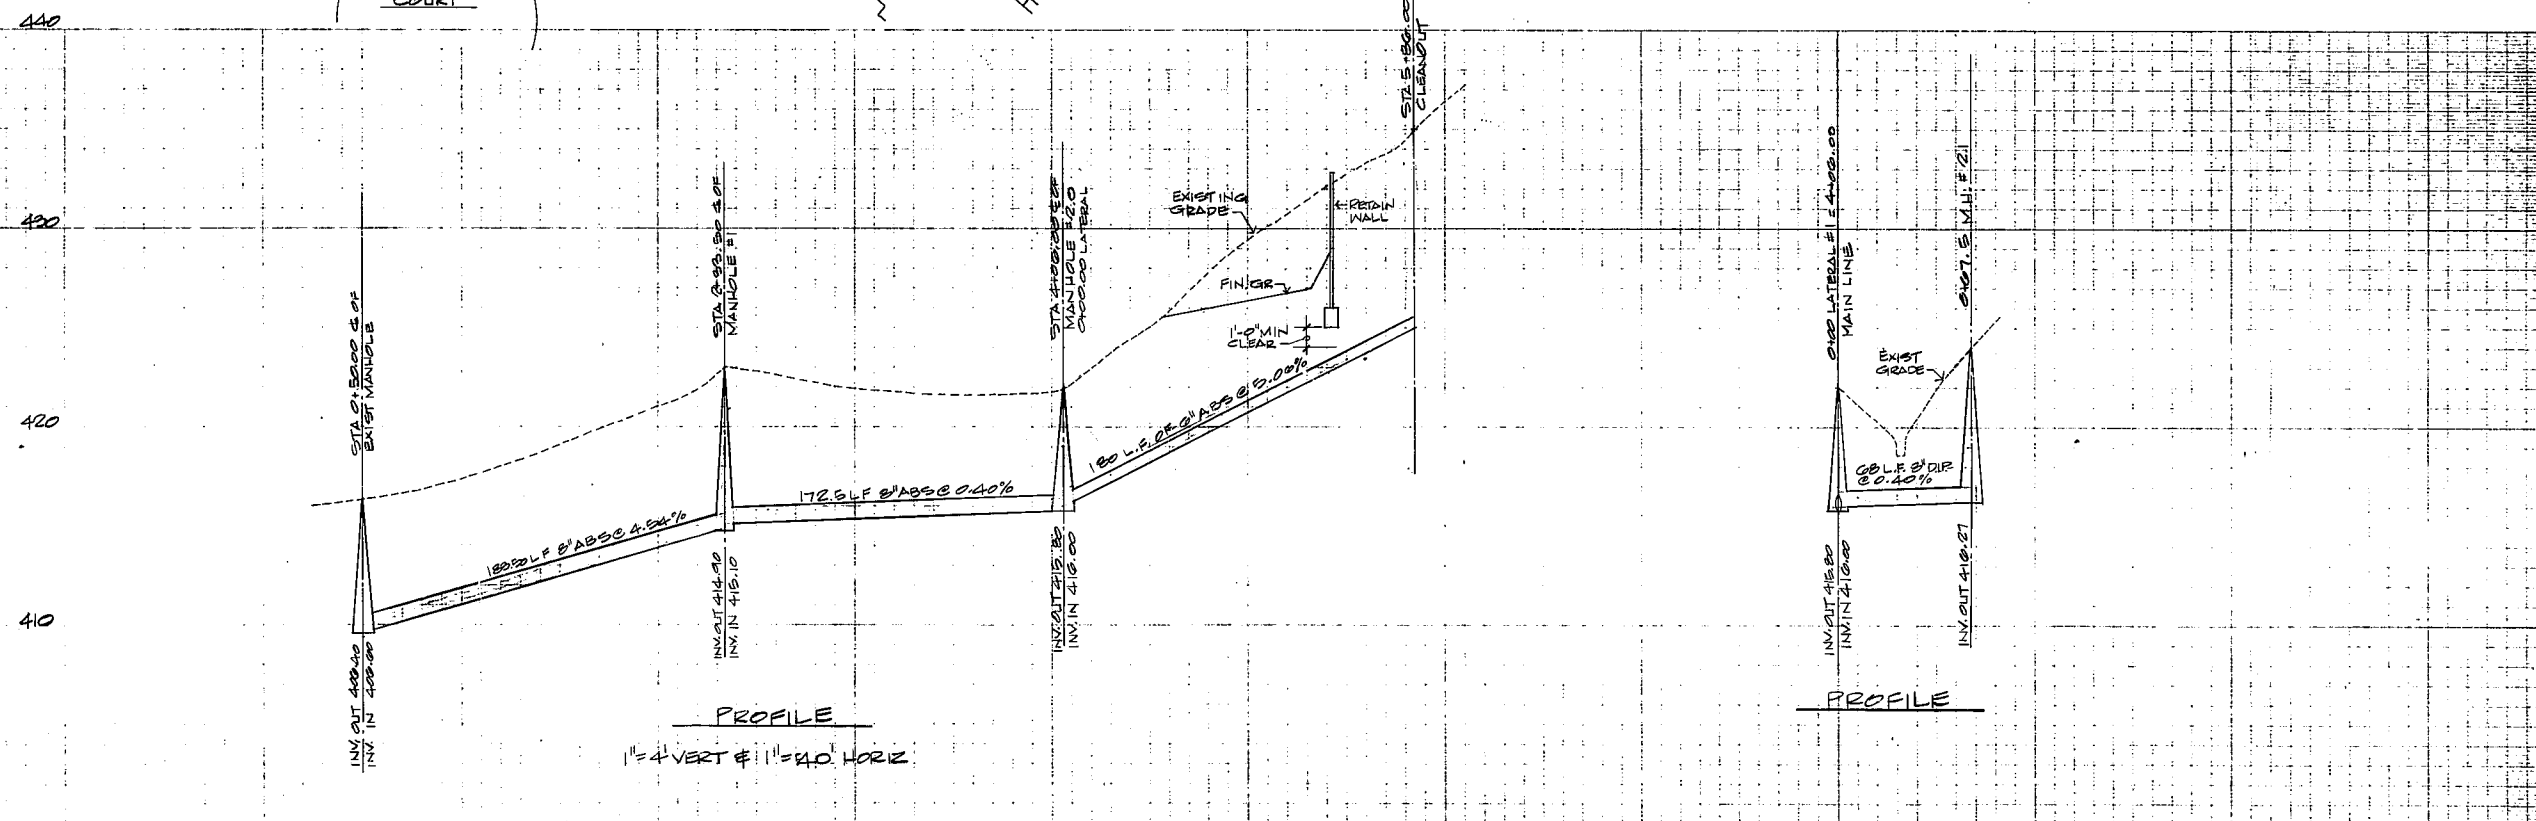 COURT
440
430
420
410
STA 0+50.00 ℄ OF
EXIST MANHOLE
INV. OUT 409.40
INV. IN 409.60
183.50 L F 8" ABS @ 4.54%
STA 2+33.50 ℄ OF
MANHOLE #1
INV. OUT 414.90
INV. IN 415.10
172.5 LF 8" ABS @ 0.40%
MANHOLE #2.0
0+00.00 LATERAL
INV. OUT 415.80
INV. IN 416.00
180 L.F. OF 6" ABS @ 5.00%
EXISTING
GRADE
FIN. GR.
1'-0" MIN
CLEAR
RETAIN
WALL
STA 5+86.00
CLEANOUT
PROFILE
1"=4' VERT & 1"=40' HORIZ
0+00 LATERAL #1 = 4+06.00
MAIN LINE
INV. OUT 415.80
INV. IN 416.00
EXIST
GRADE
68 L.F. 8" D.I.P.
@ 0.40%
0+67.5 M.H. #2.1
INV. OUT 416.27
PROFILE